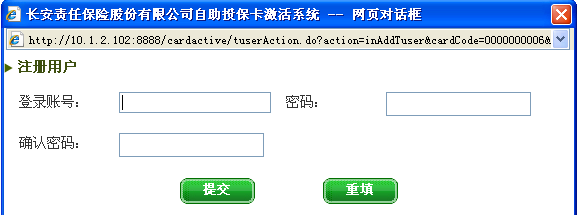 长安责任保险股份有限公司自助投保卡激活系统 -- 网页对话框
http://10.1.2.102:8888/cardactive/tuserAction.do?action=inAddTuser&cardCode=0000000006&
注册用户
登录账号： 密码：
确认密码：
提交 重填